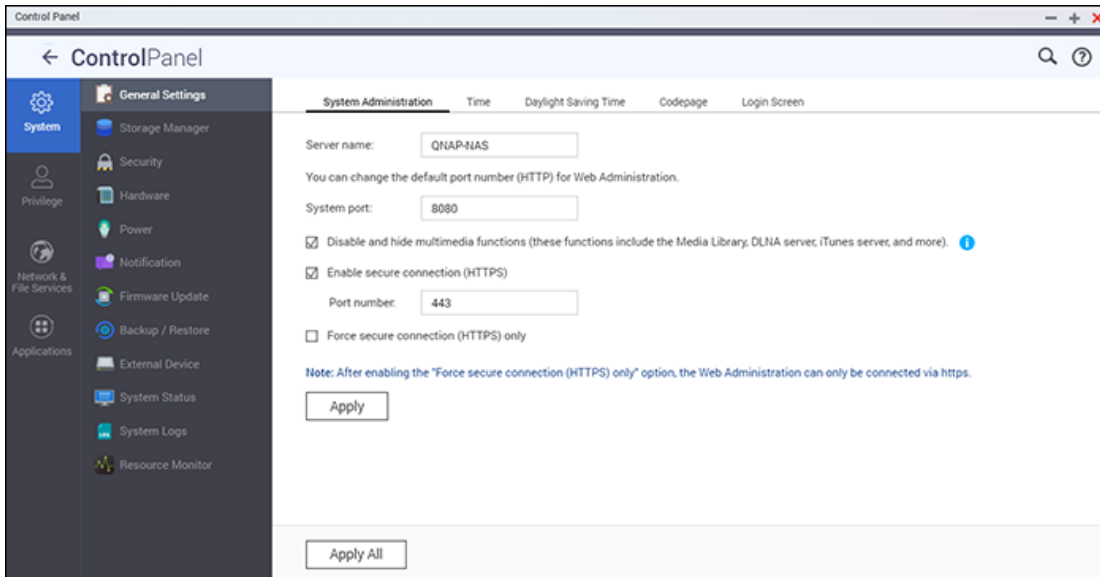 Control Panel
ControlPanel
System
Privilege
Network &
File Services
Applications
General Settings
Storage Manager
Security
Hardware
Power
Notification
Firmware Update
Backup / Restore
External Device
System Status
System Logs
Resource Monitor
System Administration Time Daylight Saving Time Codepage Login Screen
Server name: QNAP-NAS
You can change the default port number (HTTP) for Web Administration.
System port: 8080
Disable and hide multimedia functions (these functions include the Media Library, DLNA server, iTunes server, and more).
Enable secure connection (HTTPS)
Port number: 443
Force secure connection (HTTPS) only
Note: After enabling the "Force secure connection (HTTPS) only" option, the Web Administration can only be connected via https.
Apply
Apply All